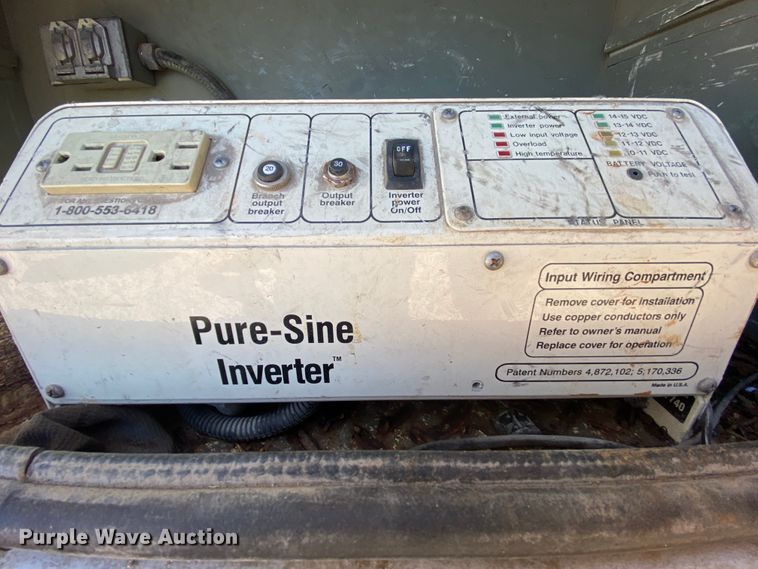 FOR ANY QUESTION
1-800-553-6418
20
Branch
output
breaker
30
Output
breaker
OFF
Inverter
power
On/Off
External power
Inverter power
Low input voltage
Overload
High temperature
14-15 VDC
13-14 VDC
12-13 VDC
11-12 VDC
10-11 VDC
BATTERY VOLTAGE
Push to test
STATUS PANEL
Pure-Sine
Inverter™
Input Wiring Compartment
Remove cover for installation
Use copper conductors only
Refer to owner's manual
Replace cover for operation
Patent Numbers 4,872,102; 5,170,336
Made in U.S.A.
Purple Wave Auction